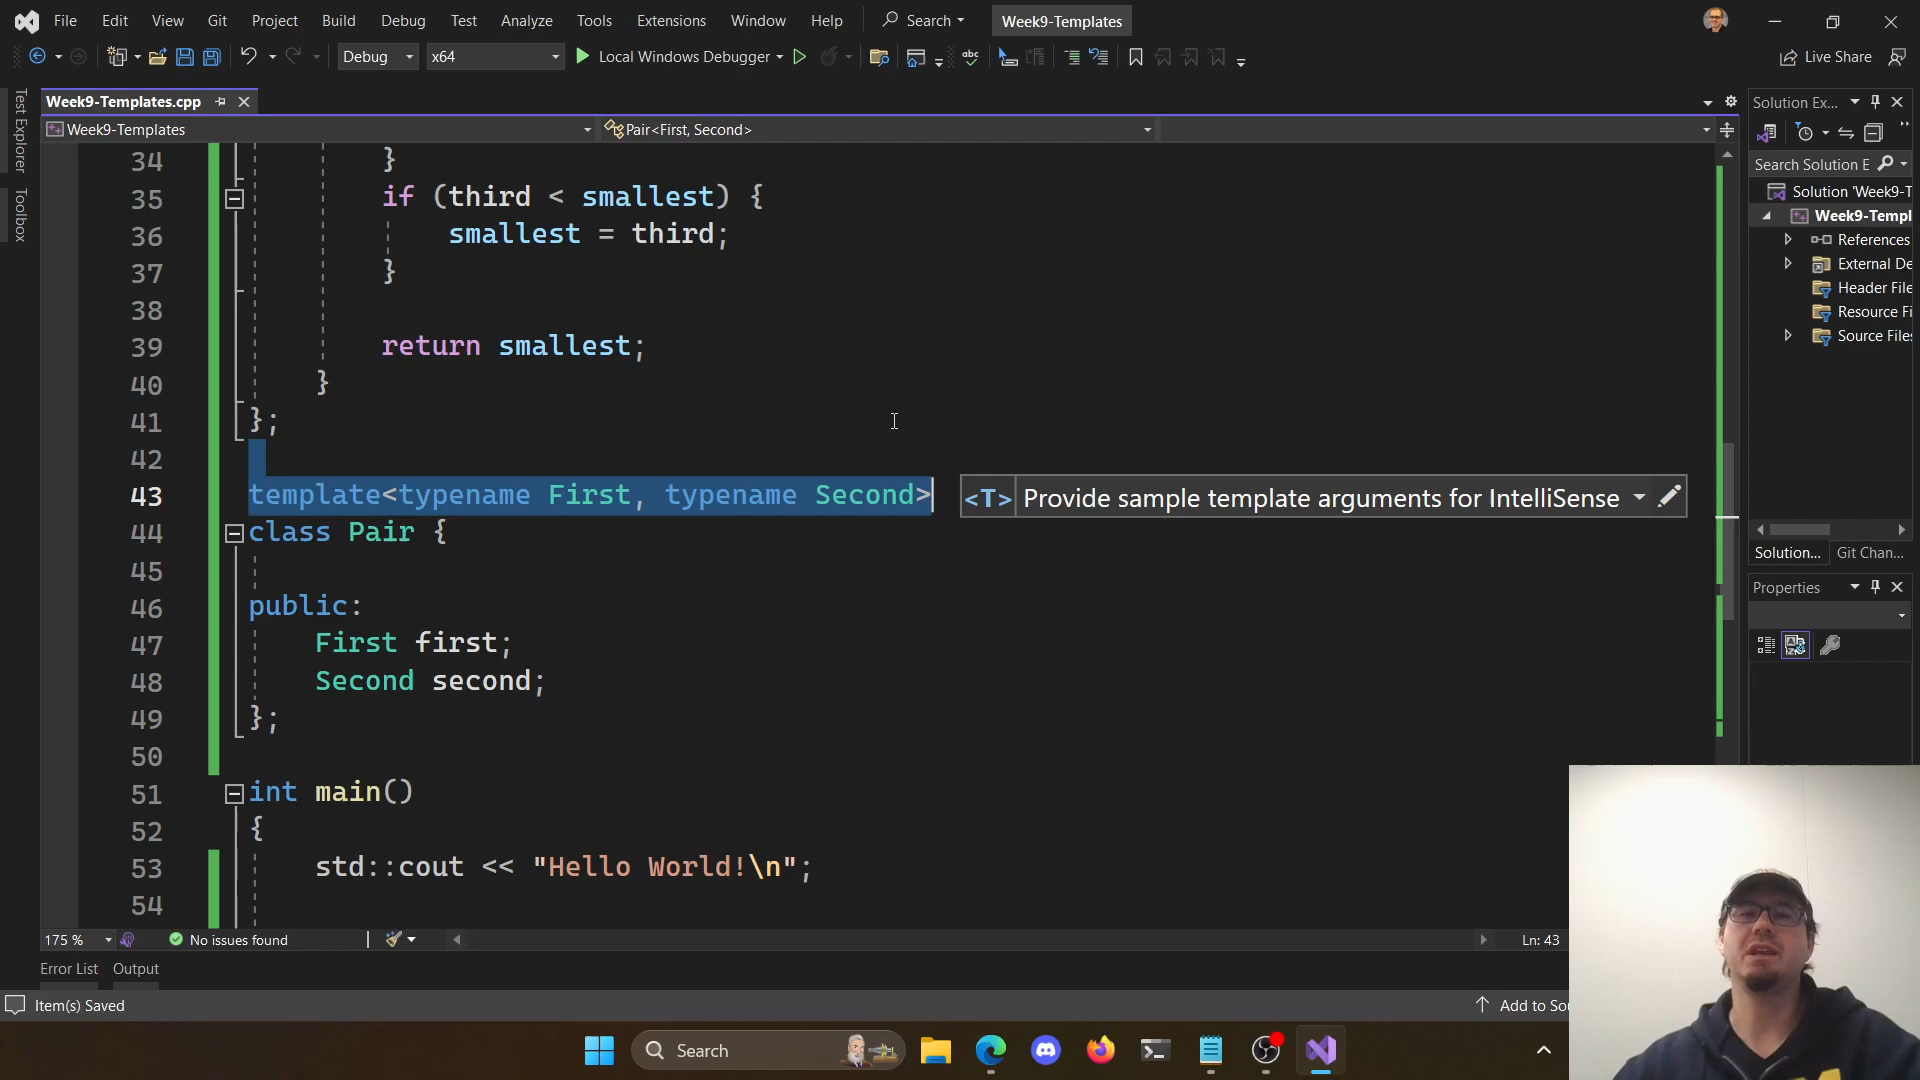 File Edit View Git Project Build Debug Test Analyze Tools Extensions Window Help Search Week9-Templates
Debug x64 Local Windows Debugger abc Live Share
Test Explorer
Toolbox
Week9-Templates.cpp
Week9-Templates Pair<First, Second>
34 }
35 if (third < smallest) {
36 smallest = third;
37 }
38
39 return smallest;
40 }
41 };
42
43 template<typename First, typename Second> <T> Provide sample template arguments for IntelliSense
44 class Pair {
45
46 public:
47 First first;
48 Second second;
49 };
50
51 int main()
52 {
53 std::cout << "Hello World!\n";
54
175 % No issues found Ln: 43
Error List Output
Item(s) Saved Add to Sou
Solution Ex...
Search Solution E
Solution 'Week9-T
Week9-Templ
References
External De
Header File
Resource Fi
Source Files
Solution... Git Chan...
Properties
Search